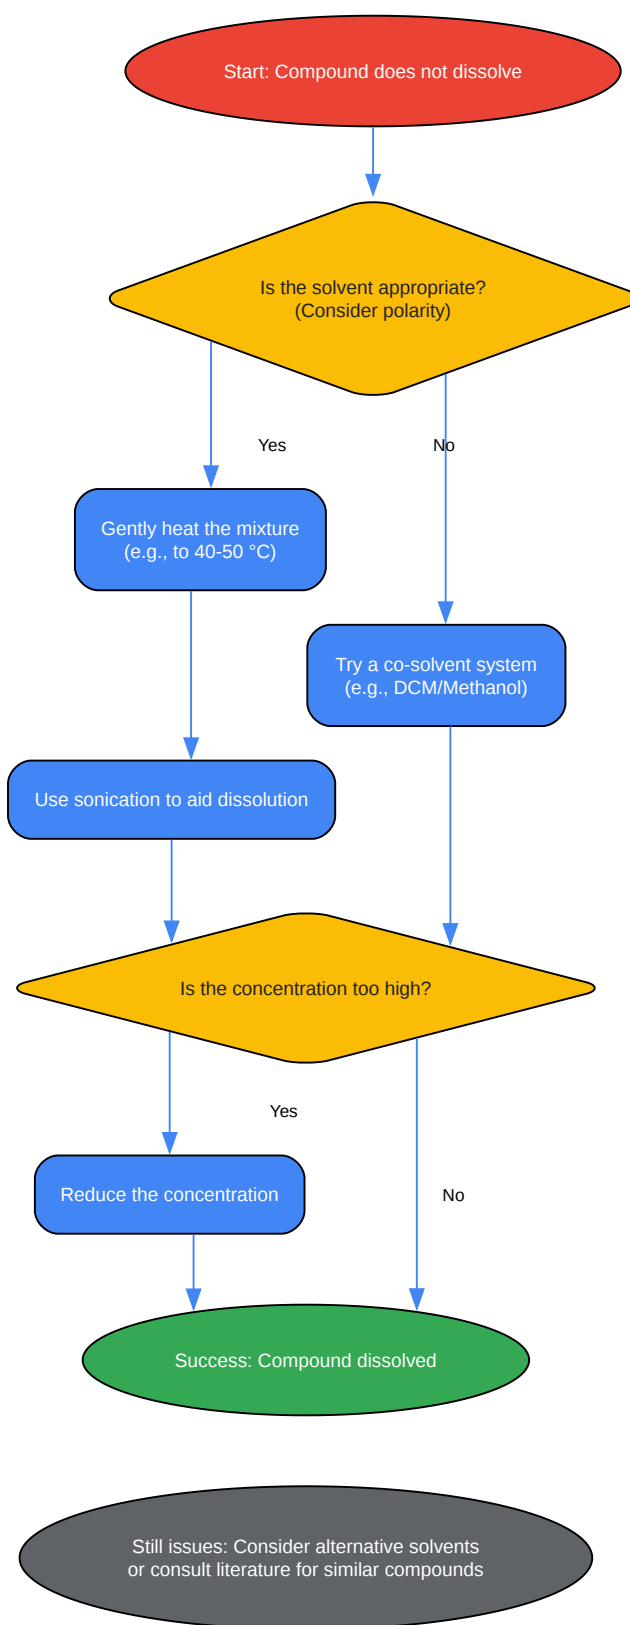 Start: Compound does not dissolve
Is the solvent appropriate?
(Consider polarity)
Yes
No
Gently heat the mixture
(e.g., to 40-50 °C)
Try a co-solvent system
(e.g., DCM/Methanol)
Use sonication to aid dissolution
Is the concentration too high?
Yes
Reduce the concentration
No
Success: Compound dissolved
Still issues: Consider alternative solvents
or consult literature for similar compounds